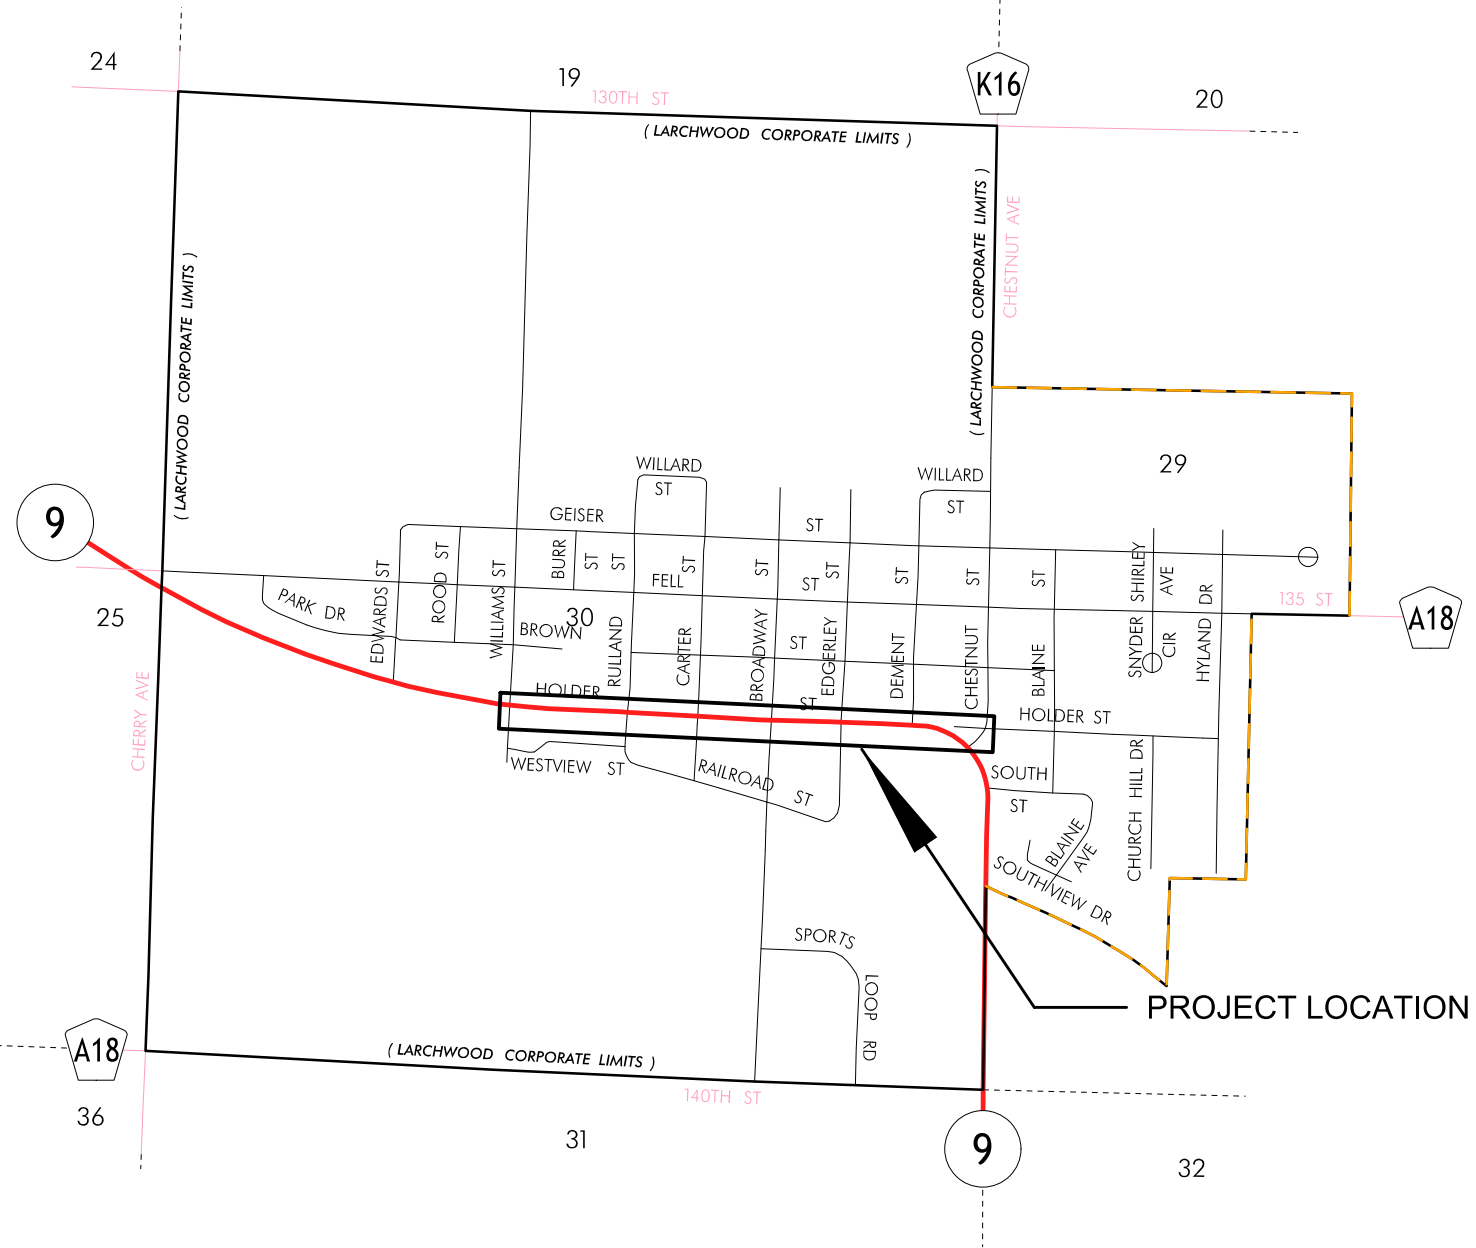 24
19
130TH ST
K16
20
( LARCHWOOD CORPORATE LIMITS )
( LARCHWOOD CORPORATE LIMITS )
CHESTNUT AVE
( LARCHWOOD CORPORATE LIMITS )
29
WILLARD
ST
WILLARD
ST
9
GEISER
ST
EDWARDS ST
ROOD ST
WILLIAMS ST
BURR
ST
RULLAND
ST
FELL
ST
CARTER
ST
BROADWAY
ST
EDGERLEY
ST
DEMENT
ST
CHESTNUT
ST
BLAINE
ST
SNYDER
SHIRLEY
CIR
AVE
HYLAND DR
135 ST
A18
25
PARK DR
30
BROWN
ST
HOLDER
ST
HOLDER ST
CHERRY AVE
WESTVIEW ST
RAILROAD
ST
SOUTH
ST
BLAINE
AVE
CHURCH HILL DR
SOUTHVIEW DR
SPORTS
LOOP RD
PROJECT LOCATION
A18
( LARCHWOOD CORPORATE LIMITS )
140TH ST
36
31
9
32